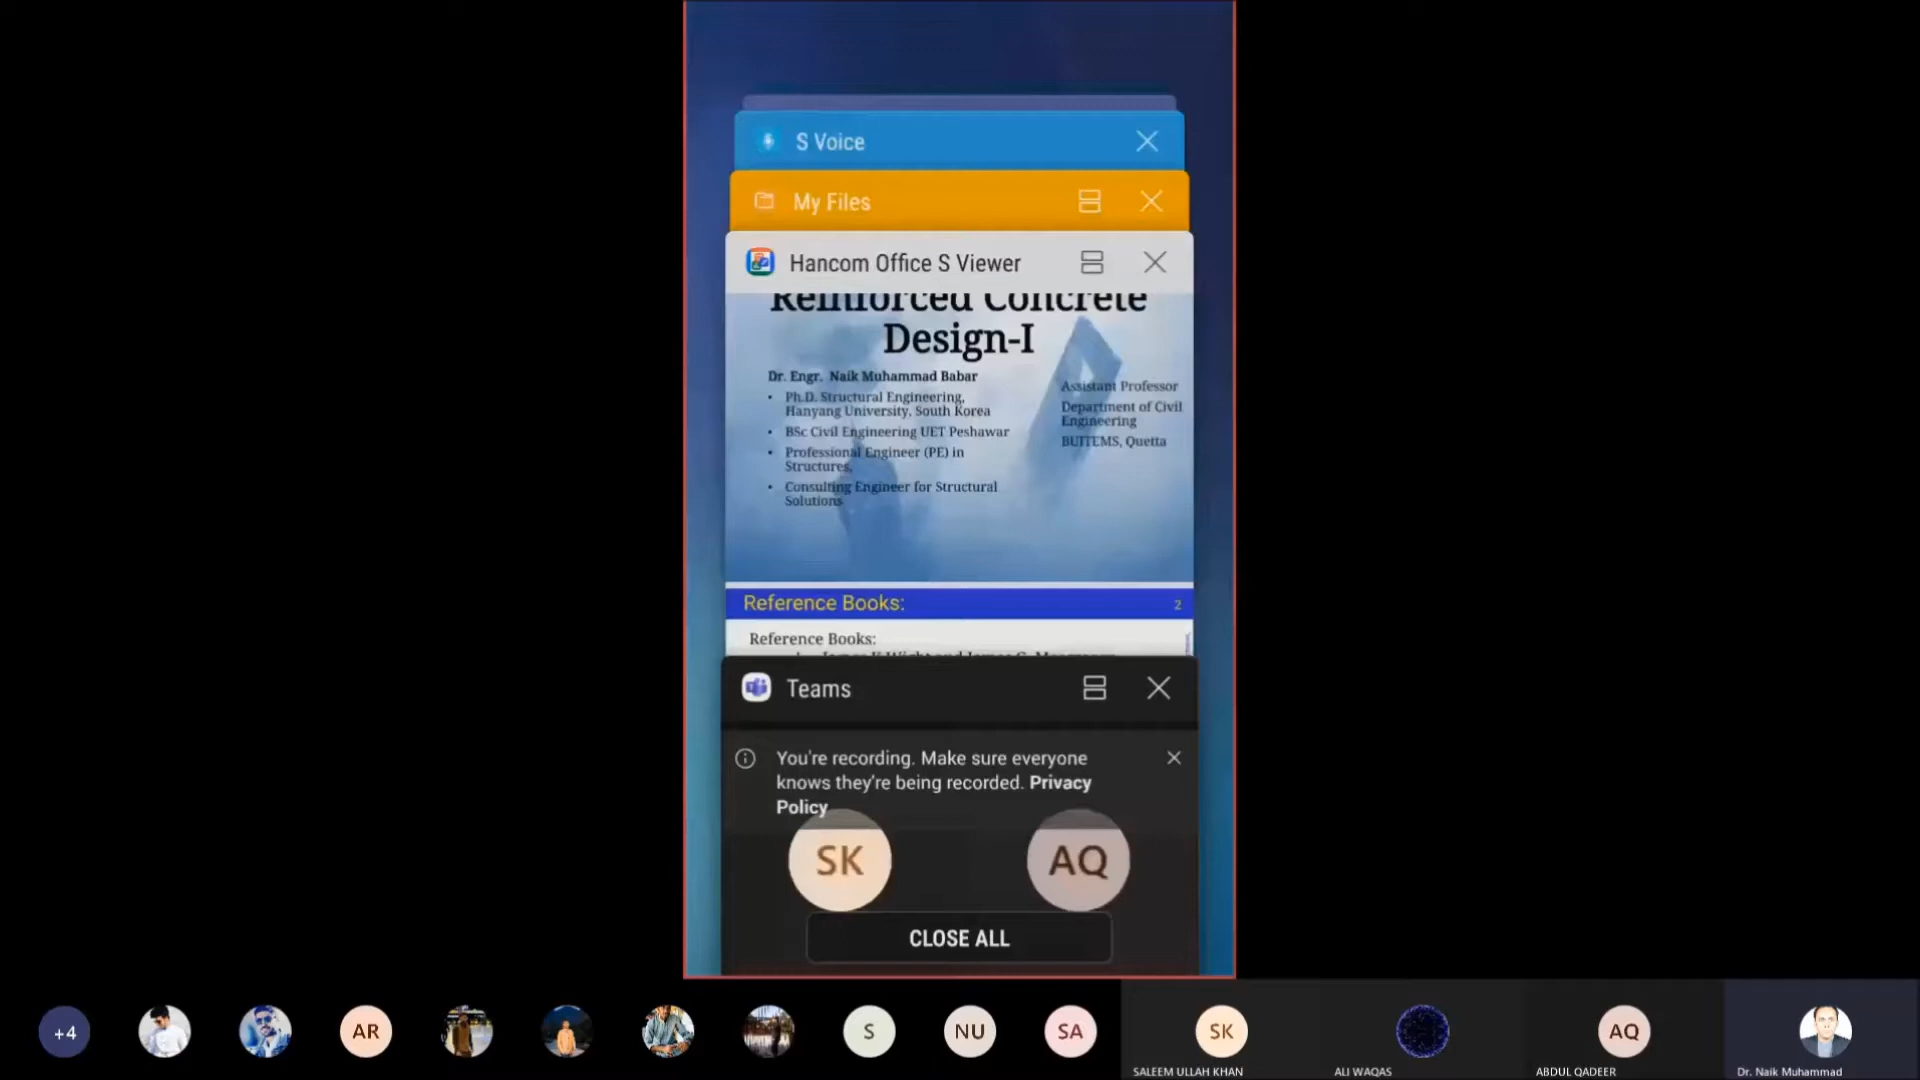 S Voice
My Files
Hancom Office S Viewer
Reinforced Concrete
Design-I
Dr. Engr. Naik Muhammad Babar
• Ph.D. Structural Engineering,
Hanyang University, South Korea
• BSc Civil Engineering UET Peshawar
• Professional Engineer (PE) in
Structures,
• Consulting Engineer for Structural
Solutions
Assistant Professor
Department of Civil
Engineering
BUITEMS, Quetta
Reference Books:
2
Reference Books:
Teams
You're recording. Make sure everyone
knows they're being recorded. Privacy
Policy
SK
AQ
CLOSE ALL
+4
AR
S
NU
SA
SK
AQ
SALEEM ULLAH KHAN
ALI WAQAS
ABDUL QADEER
Dr. Naik Muhammad